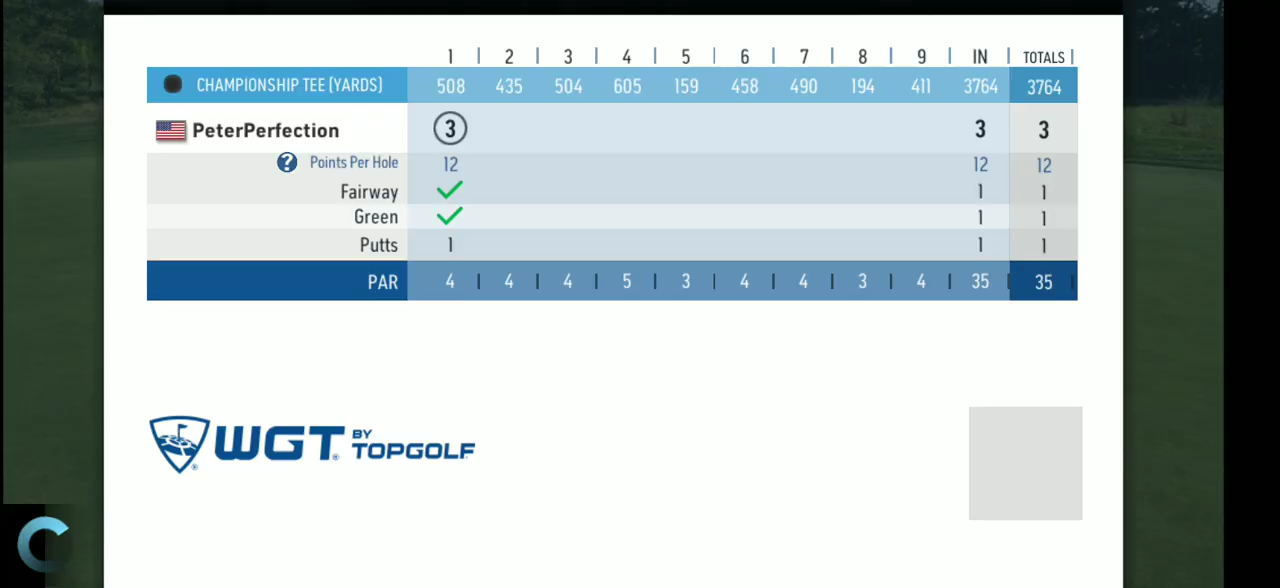 1 | 2 | 3 | 4 | 5 | 6 | 7 | 8 | 9 | IN | TOTALS |
CHAMPIONSHIP TEE (YARDS) 508 435 504 605 159 458 490 194 411 3764 3764
PeterPerfection 3 3 3
? Points Per Hole 12 12 12
Fairway 1 1
Green 1 1
Putts 1 1 1
PAR 4 | 4 | 4 | 5 | 3 | 4 | 4 | 3 | 4 | 35 | 35 |
WGT BY TOPGOLF